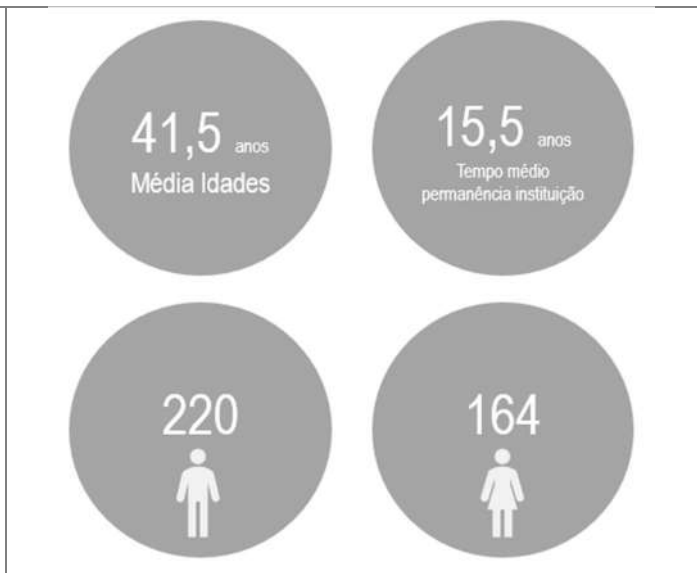 41,5 anos
Média Idades
15,5 anos
Tempo médio
permanência instituição
220
164